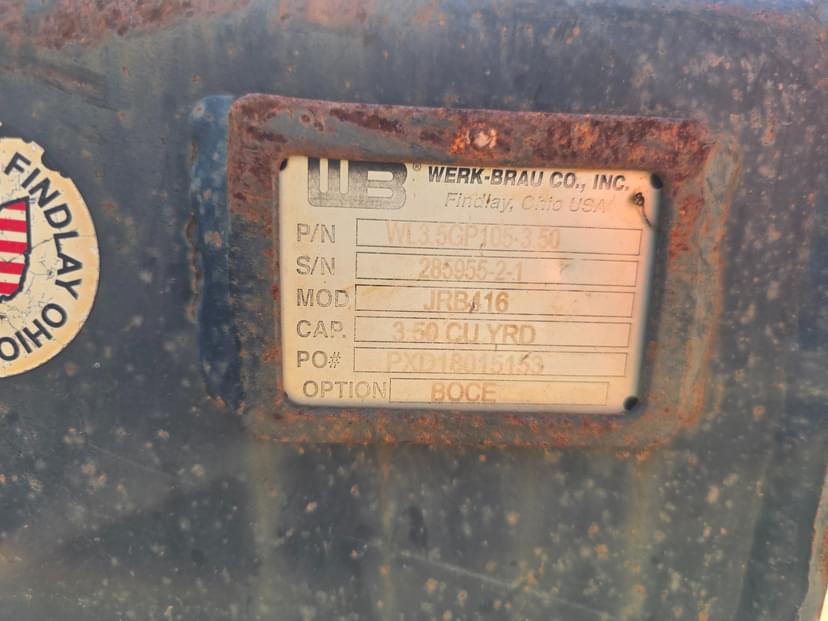 FINDLAY OHIO
WB® WERK-BRAU CO., INC.
Findlay, Ohio USA
P/N WL3.5GP105-3.50
S/N 285955-2-1
MOD JRB416
CAP. 3.50 CU YRD
PO# PXD18015153
OPTION BOCE